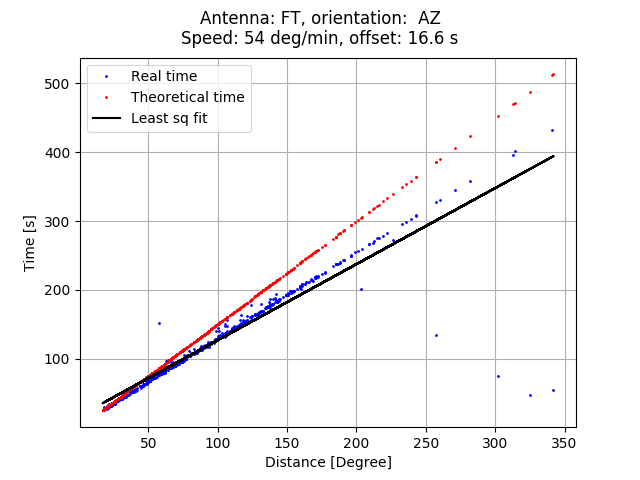 Antenna: FT, orientation:  AZ
Speed: 54 deg/min, offset: 16.6 s
Real time
Theoretical time
Least sq fit
Time [s]
500
400
300
200
100
50 100 150 200 250 300 350
Distance [Degree]